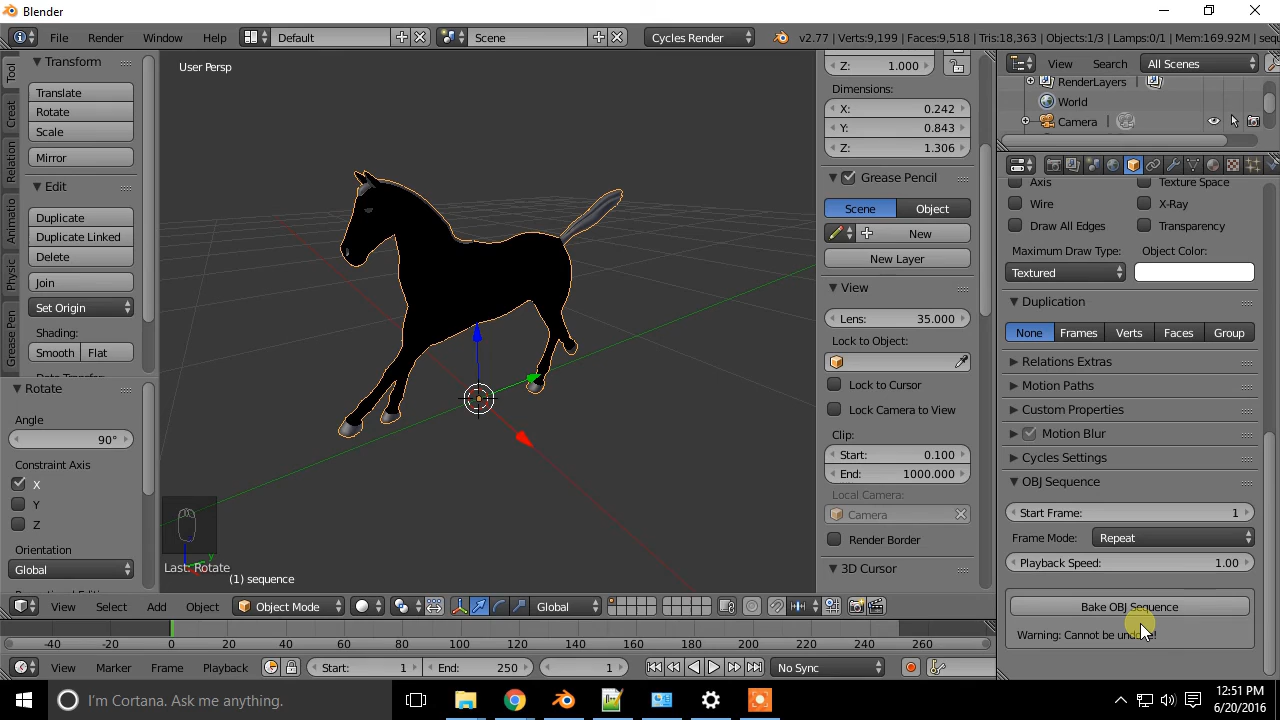 Blender
File Render Window Help Default Scene Cycles Render v2.77 | Verts:9,199 | Faces:9,518 | Tris:18,363 | Objects:1/3 | Lamps:0/1 | Mem:169.92M |
Tool
Creat
Relation
Animatio
Physic
Grease Pen
Transform
Translate
Rotate
Scale
Mirror
Edit
Duplicate
Duplicate Linked
Delete
Join
Set Origin
Shading:
Smooth Flat
Rotate
Angle
90°
Constraint Axis
X
Y
Z
Orientation
Global
User Persp
y
Last: Rotate
(1) sequence
Z: 1.000
Dimensions:
X: 0.242
Y: 0.843
Z: 1.306
Grease Pencil
Scene Object
New
New Layer
View
Lens: 35.000
Lock to Object:
Lock to Cursor
Lock Camera to View
Clip:
Start: 0.100
End: 1000.000
Local Camera:
Camera
Render Border
3D Cursor
View Search All Scenes
RenderLayers |
World
Camera |
Axis Texture Space
Wire X-Ray
Draw All Edges Transparency
Maximum Draw Type: Object Color:
Textured
Duplication
None Frames Verts Faces Group
Relations Extras
Motion Paths
Custom Properties
Motion Blur
Cycles Settings
OBJ Sequence
Start Frame: 1
Frame Mode: Repeat
Playback Speed: 1.00
Bake OBJ Sequence
Warning: Cannot be
View Select Add Object Object Mode Global
-40 -20 0 20 40 60 80 100 120 140 160 180 200 220 240 260 280
View Marker Frame Playback Start: 1 End: 250 1 No Sync
I'm Cortana. Ask me anything.
12:51 PM
6/20/2016